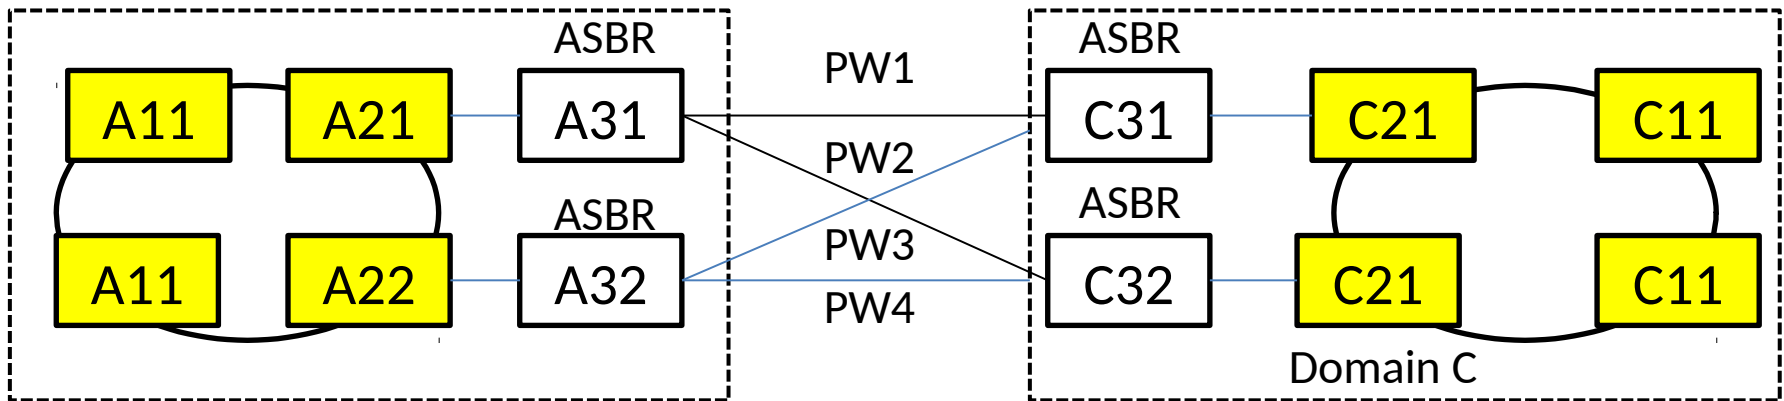 ASBR
ASBR
PW1
A11
A21
A31
C31
C21
C11
PW2
ASBR
ASBR
PW3
A11
A22
A32
C32
C21
C11
PW4
Domain C